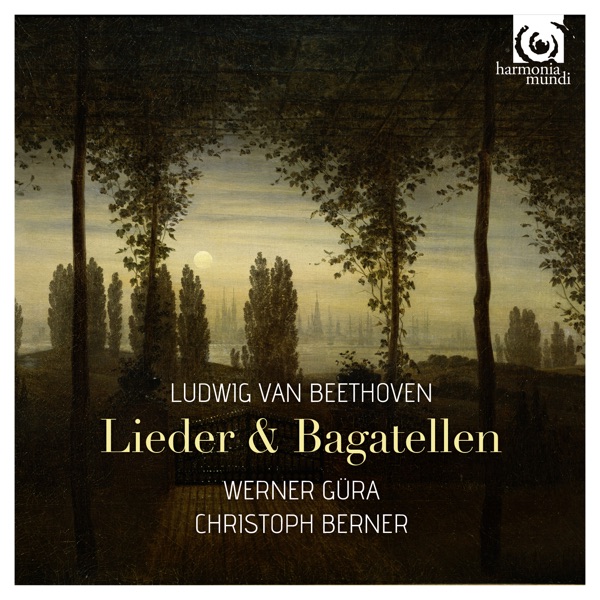 harmonia
mundi
LUDWIG VAN BEETHOVEN
Lieder & Bagatellen
WERNER GÜRA
CHRISTOPH BERNER